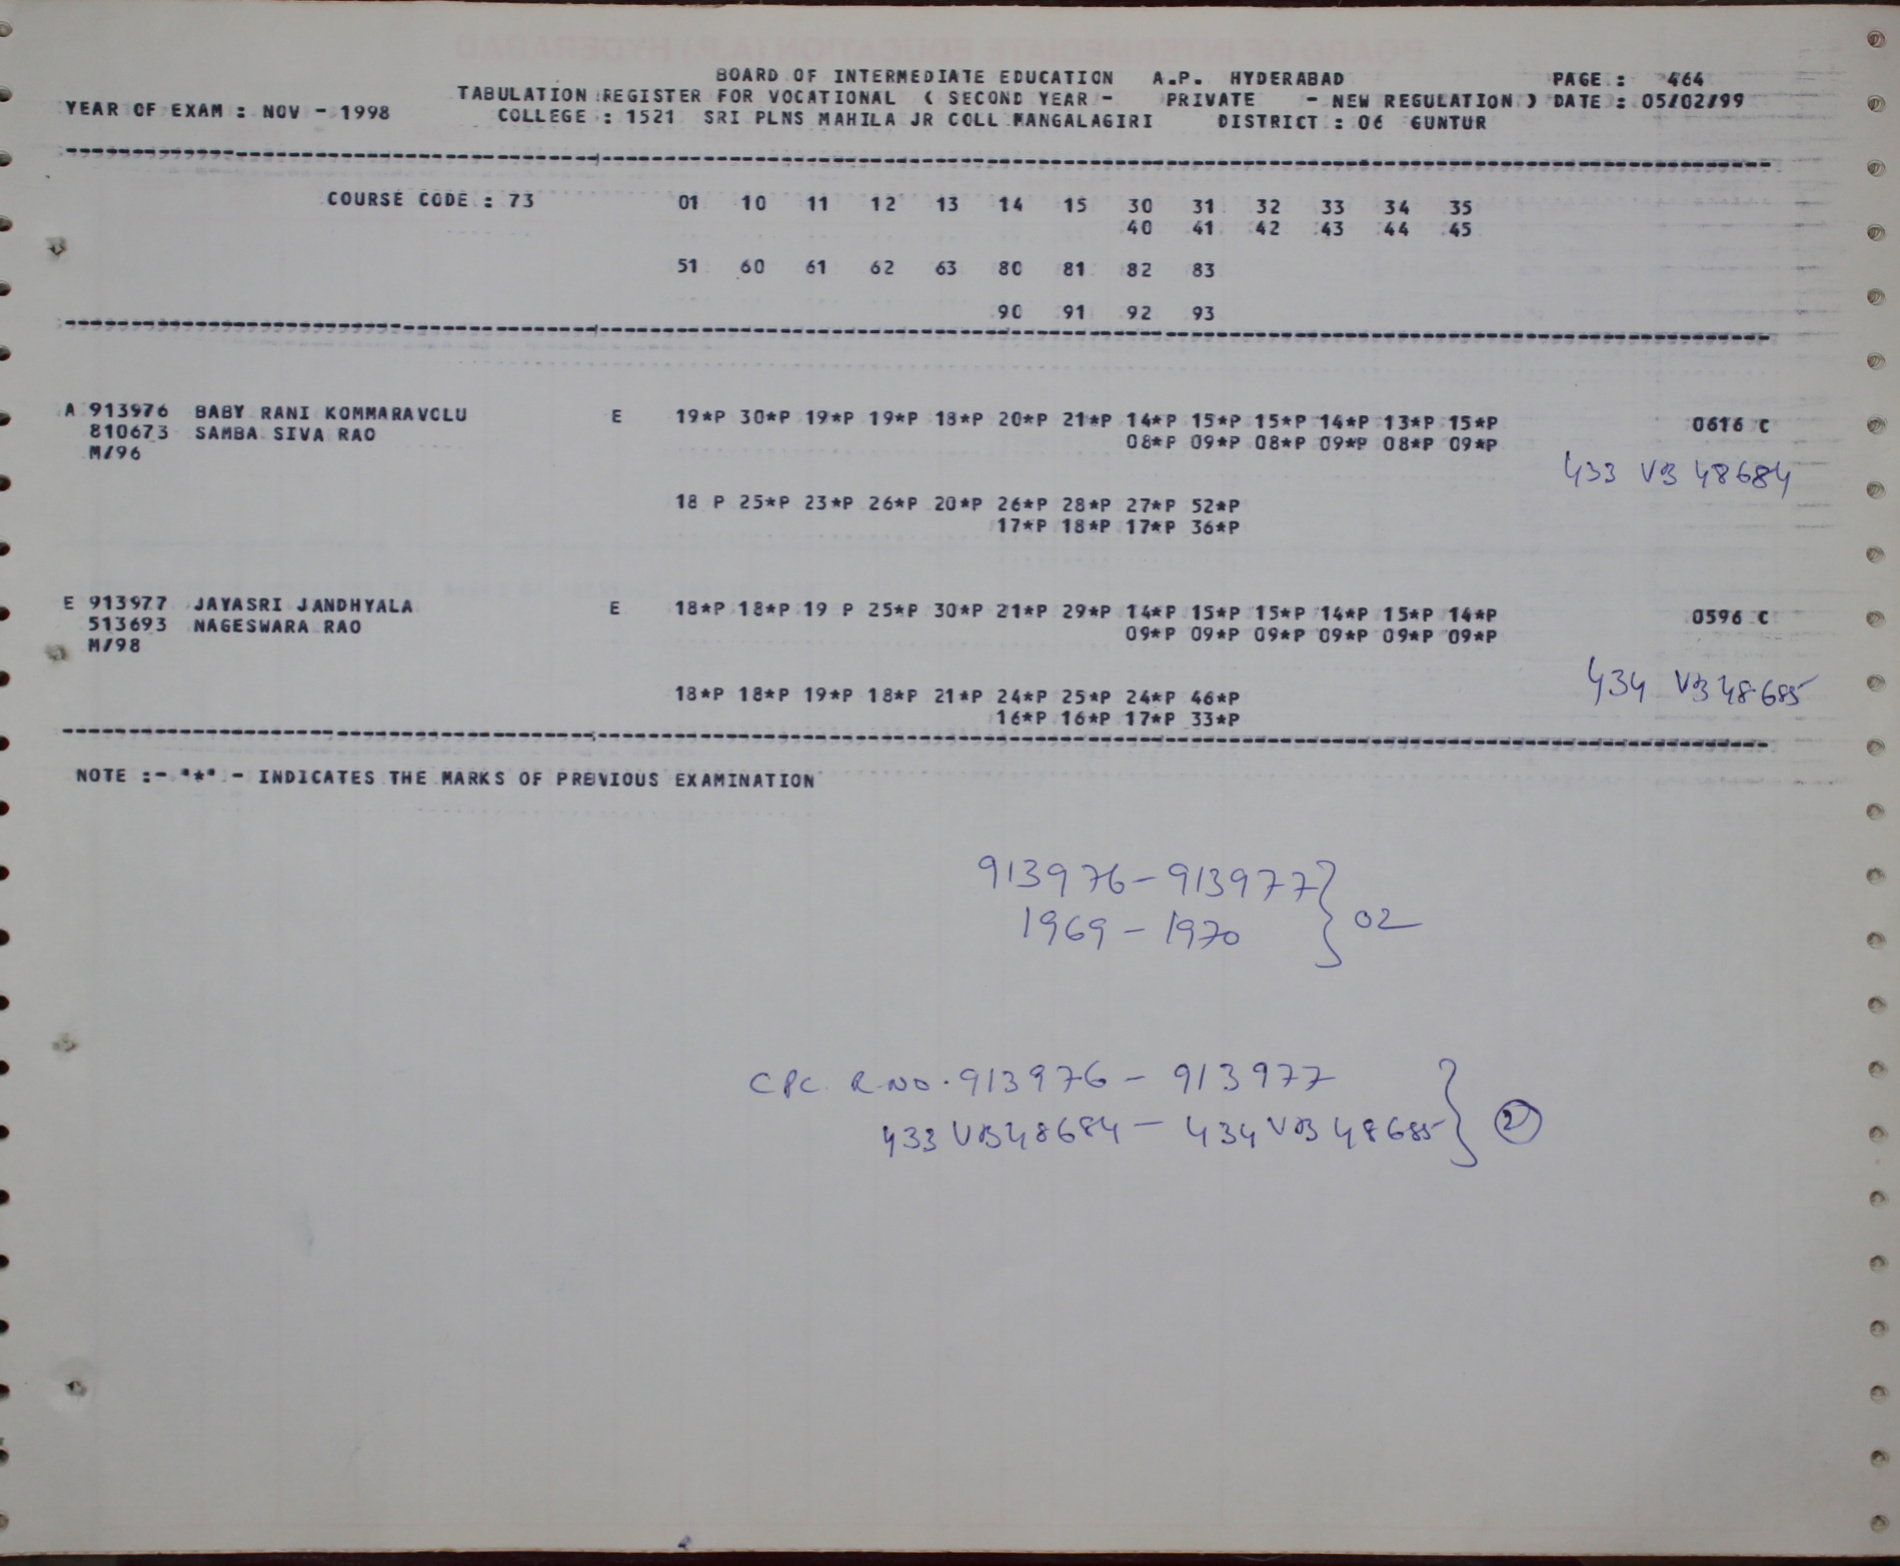 BOARD OF INTERMEDIATE EDUCATION A.P. HYDERABAD PAGE : 464
TABULATION REGISTER FOR VOCATIONAL ( SECOND YEAR - PRIVATE - NEW REGULATION ) DATE : 05/02/99
YEAR OF EXAM : NOV - 1998 COLLEGE : 1521 SRI PLNS MAHILA JR COLL MANGALAGIRI DISTRICT : 06 GUNTUR
COURSE CODE : 73 01 10 11 12 13 14 15 30 31 32 33 34 35
40 41 42 43 44 45
51 60 61 62 63 80 81 82 83
90 91 92 93
A 913976 BABY RANI KOMMARAVOLU E 19*P 30*P 19*P 19*P 18*P 20*P 21*P 14*P 15*P 15*P 14*P 13*P 15*P 0616 C
810673 SAMBA SIVA RAO 08*P 09*P 08*P 09*P 08*P 09*P
M/96
433 VB 48684
18 P 25*P 23*P 26*P 20*P 26*P 28*P 27*P 52*P
17*P 18*P 17*P 36*P
E 913977 JAYASRI JANDHYALA E 18*P 18*P 19 P 25*P 30*P 21*P 29*P 14*P 15*P 15*P 14*P 15*P 14*P 0596 C
513693 NAGESWARA RAO 09*P 09*P 09*P 09*P 09*P 09*P
M/98
434 VB 48685
18*P 18*P 19*P 18*P 21*P 24*P 25*P 24*P 46*P
16*P 16*P 17*P 33*P
NOTE :- "*" - INDICATES THE MARKS OF PREVIOUS EXAMINATION
913976 - 913977
1969 - 1970 } 02
CPC R.NO. 913976 - 913977
433 VB 48684 - 434 VB 48685 } 2